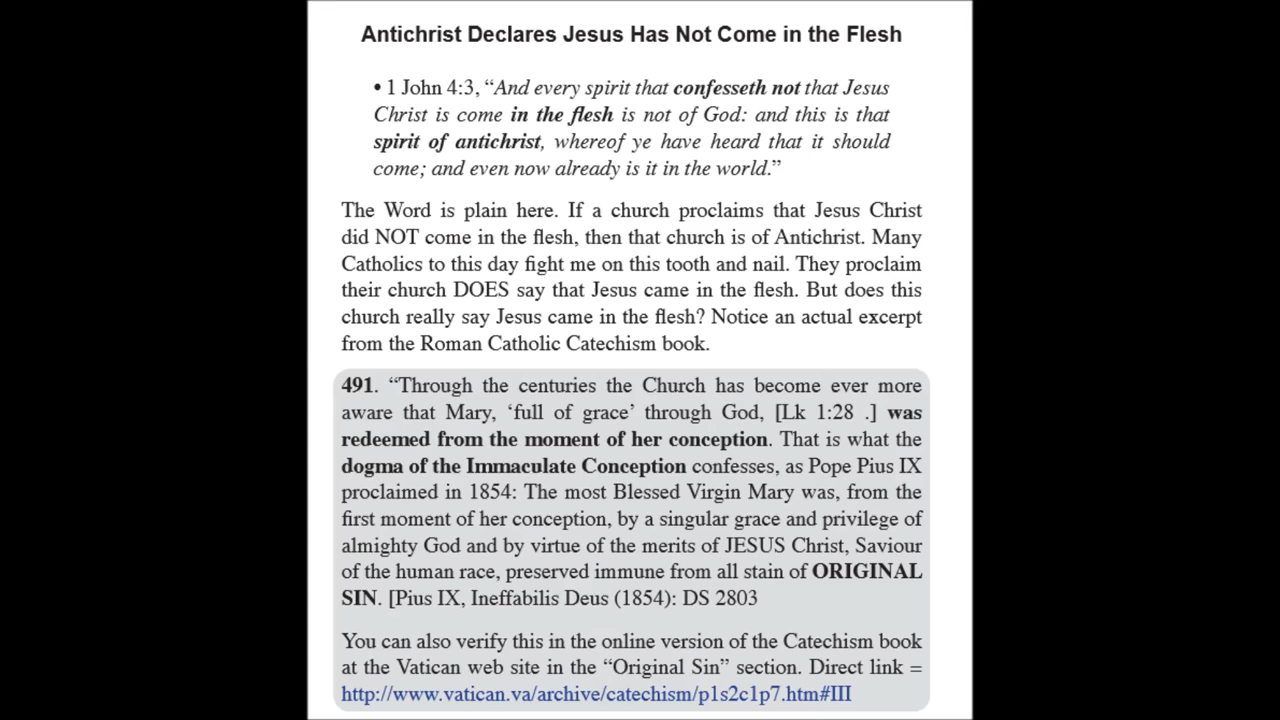 Antichrist Declares Jesus Has Not Come in the Flesh
• 1 John 4:3, “And every spirit that confesseth not that Jesus
Christ is come in the flesh is not of God: and this is that
spirit of antichrist, whereof ye have heard that it should
come; and even now already is it in the world.”
The Word is plain here. If a church proclaims that Jesus Christ
did NOT come in the flesh, then that church is of Antichrist. Many
Catholics to this day fight me on this tooth and nail. They proclaim
their church DOES say that Jesus came in the flesh. But does this
church really say Jesus came in the flesh? Notice an actual excerpt
from the Roman Catholic Catechism book.
491. “Through the centuries the Church has become ever more
aware that Mary, ‘full of grace’ through God, [Lk 1:28 .] was
redeemed from the moment of her conception. That is what the
dogma of the Immaculate Conception confesses, as Pope Pius IX
proclaimed in 1854: The most Blessed Virgin Mary was, from the
first moment of her conception, by a singular grace and privilege of
almighty God and by virtue of the merits of JESUS Christ, Saviour
of the human race, preserved immune from all stain of ORIGINAL
SIN. [Pius IX, Ineffabilis Deus (1854): DS 2803
You can also verify this in the online version of the Catechism book
at the Vatican web site in the “Original Sin” section. Direct link =
http://www.vatican.va/archive/catechism/p1s2c1p7.htm#III